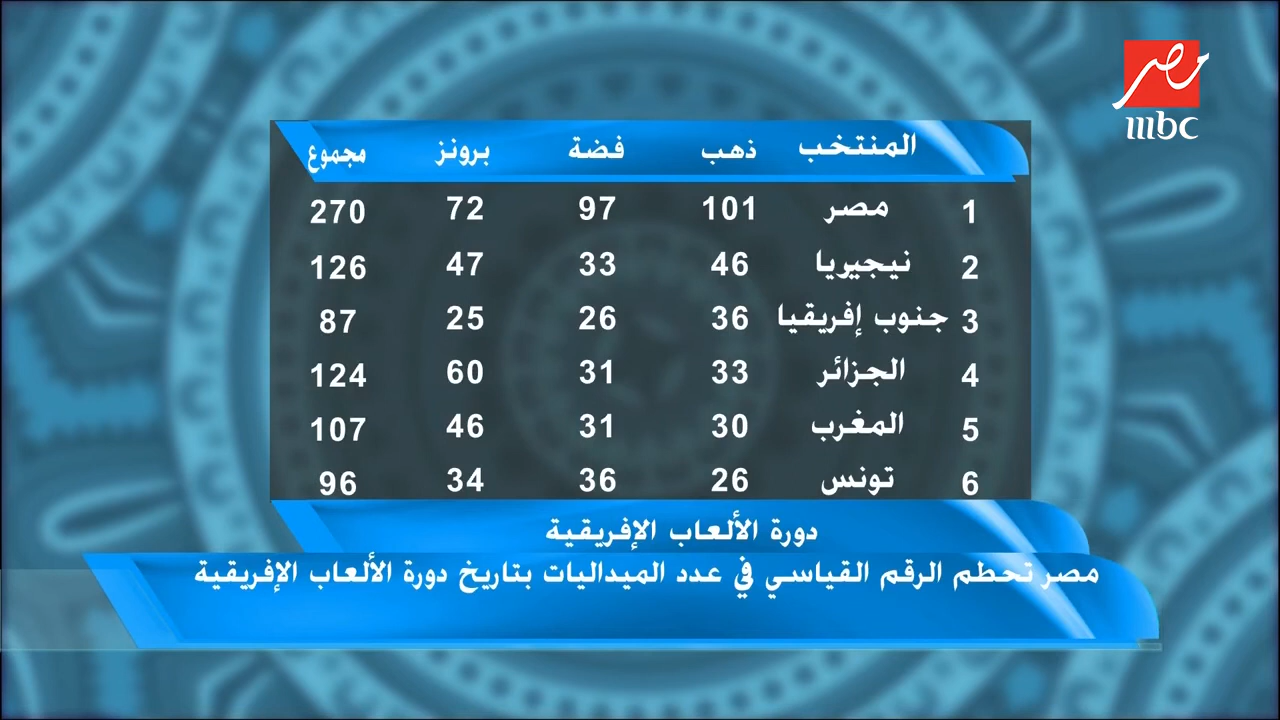 مصر
mbc
المنتخب ذهب فضة برونز مجموع
1 مصر 101 97 72 270
2 نيجيريا 46 33 47 126
3 جنوب إفريقيا 36 26 25 87
4 الجزائر 33 31 60 124
5 المغرب 30 31 46 107
6 تونس 26 36 34 96
دورة الألعاب الإفريقية
مصر تحطم الرقم القياسي في عدد الميداليات بتاريخ دورة الألعاب الإفريقية